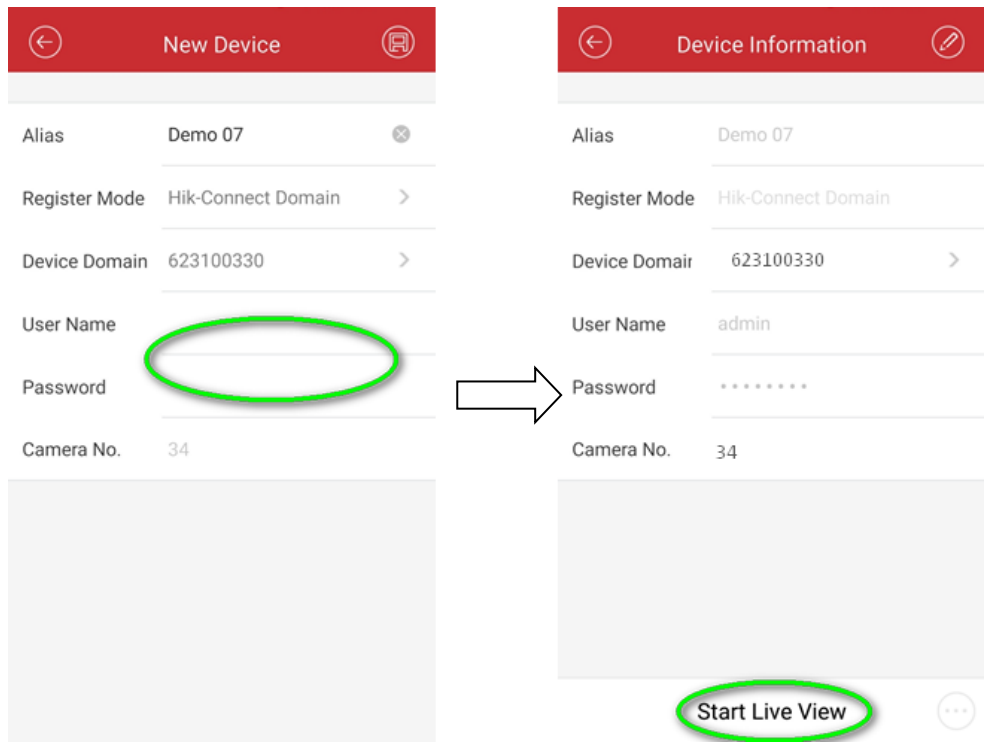 New Device
Alias Demo 07
Register Mode Hik-Connect Domain
Device Domain 623100330
User Name
Password
Camera No. 34
Device Information
Alias Demo 07
Register Mode Hik-Connect Domain
Device Domair 623100330
User Name admin
Password ········
Camera No. 34
Start Live View